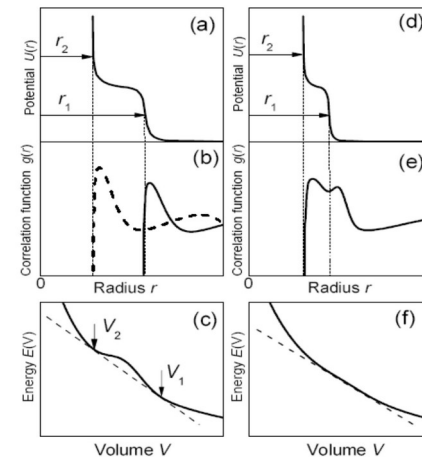 (a)
Potential U(r)
r2
r1
(b)
Correlation function g(r)
0
Radius r
(c)
Energy E(V)
V2
V1
Volume V
(d)
Potential U(r)
r2
r1
(e)
Correlation function g(r)
0
Radius r
(f)
Energy E(V)
Volume V